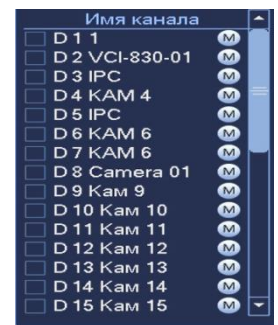 Имя канала
D 1 1 M
D 2 VCI-830-01 M
D 3 IPC M
D 4 KAM 4 M
D 5 IPC M
D 6 KAM 6 M
D 7 KAM 6 M
D 8 Camera 01 M
D 9 Кам 9 M
D 10 Кам 10 M
D 11 Кам 11 M
D 12 Кам 12 M
D 13 Кам 13 M
D 14 Кам 14 M
D 15 Кам 15 M